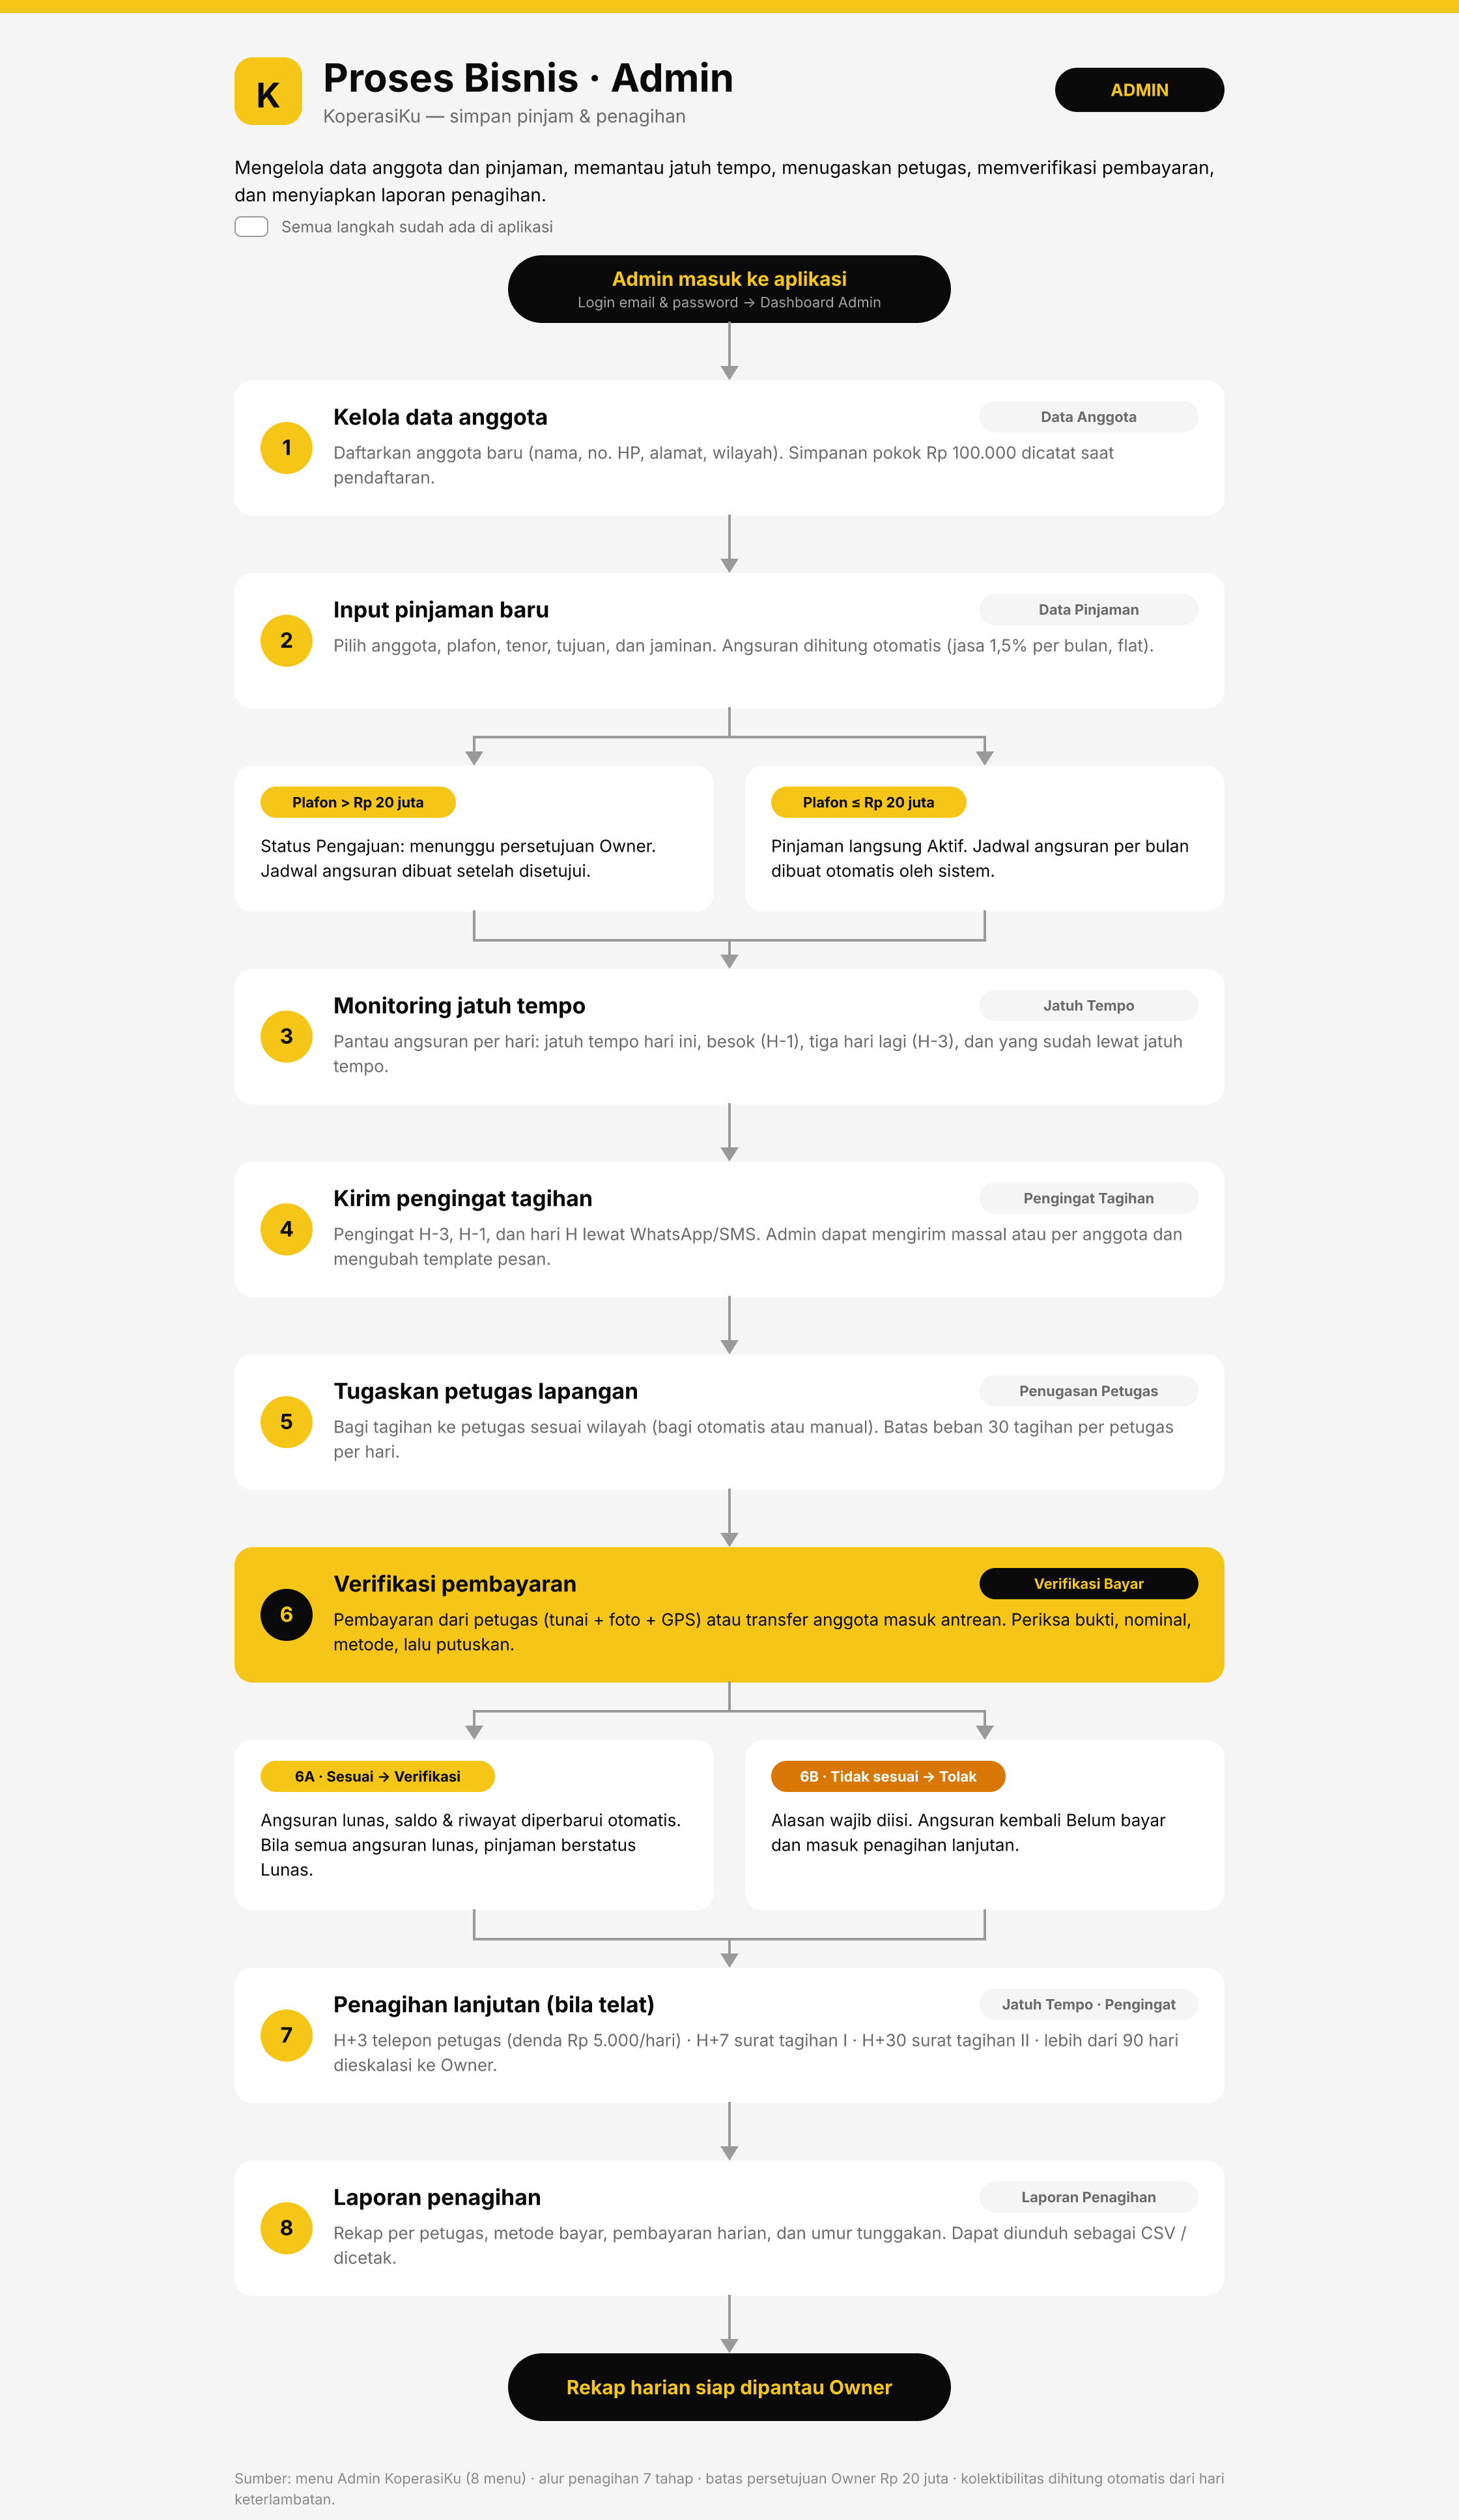 K
Proses Bisnis · Admin
KoperasiKu — simpan pinjam & penagihan
ADMIN
Mengelola data anggota dan pinjaman, memantau jatuh tempo, menugaskan petugas, memverifikasi pembayaran,
dan menyiapkan laporan penagihan.
Semua langkah sudah ada di aplikasi
Admin masuk ke aplikasi
Login email & password → Dashboard Admin
1
Kelola data anggota
Data Anggota
Daftarkan anggota baru (nama, no. HP, alamat, wilayah). Simpanan pokok Rp 100.000 dicatat saat
pendaftaran.
2
Input pinjaman baru
Data Pinjaman
Pilih anggota, plafon, tenor, tujuan, dan jaminan. Angsuran dihitung otomatis (jasa 1,5% per bulan, flat).
Plafon > Rp 20 juta
Status Pengajuan: menunggu persetujuan Owner.
Jadwal angsuran dibuat setelah disetujui.
Plafon ≤ Rp 20 juta
Pinjaman langsung Aktif. Jadwal angsuran per bulan
dibuat otomatis oleh sistem.
3
Monitoring jatuh tempo
Jatuh Tempo
Pantau angsuran per hari: jatuh tempo hari ini, besok (H-1), tiga hari lagi (H-3), dan yang sudah lewat jatuh
tempo.
4
Kirim pengingat tagihan
Pengingat Tagihan
Pengingat H-3, H-1, dan hari H lewat WhatsApp/SMS. Admin dapat mengirim massal atau per anggota dan
mengubah template pesan.
5
Tugaskan petugas lapangan
Penugasan Petugas
Bagi tagihan ke petugas sesuai wilayah (bagi otomatis atau manual). Batas beban 30 tagihan per petugas
per hari.
6
Verifikasi pembayaran
Verifikasi Bayar
Pembayaran dari petugas (tunai + foto + GPS) atau transfer anggota masuk antrean. Periksa bukti, nominal,
metode, lalu putuskan.
6A · Sesuai → Verifikasi
Angsuran lunas, saldo & riwayat diperbarui otomatis.
Bila semua angsuran lunas, pinjaman berstatus
Lunas.
6B · Tidak sesuai → Tolak
Alasan wajib diisi. Angsuran kembali Belum bayar
dan masuk penagihan lanjutan.
7
Penagihan lanjutan (bila telat)
Jatuh Tempo · Pengingat
H+3 telepon petugas (denda Rp 5.000/hari) · H+7 surat tagihan I · H+30 surat tagihan II · lebih dari 90 hari
dieskalasi ke Owner.
8
Laporan penagihan
Laporan Penagihan
Rekap per petugas, metode bayar, pembayaran harian, dan umur tunggakan. Dapat diunduh sebagai CSV /
dicetak.
Rekap harian siap dipantau Owner
Sumber: menu Admin KoperasiKu (8 menu) · alur penagihan 7 tahap · batas persetujuan Owner Rp 20 juta · kolektibilitas dihitung otomatis dari hari
keterlambatan.